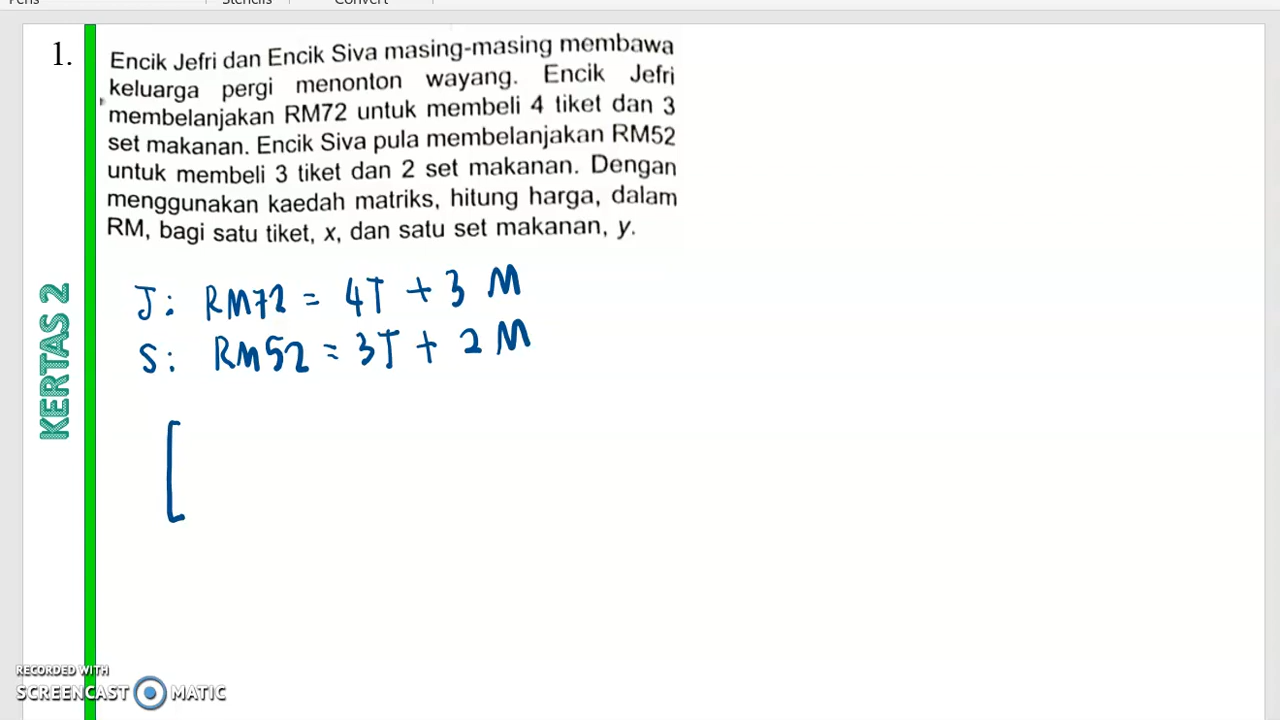 Pens Stencils Convert
1.
Encik Jefri dan Encik Siva masing-masing membawa
keluarga pergi menonton wayang. Encik Jefri
membelanjakan RM72 untuk membeli 4 tiket dan 3
set makanan. Encik Siva pula membelanjakan RM52
untuk membeli 3 tiket dan 2 set makanan. Dengan
menggunakan kaedah matriks, hitung harga, dalam
RM, bagi satu tiket, x, dan satu set makanan, y.
J: RM72 = 4T + 3 M
S: RM52 = 3T + 2 M
[
KERTAS 2
RECORDED WITH
SCREENCAST MATIC